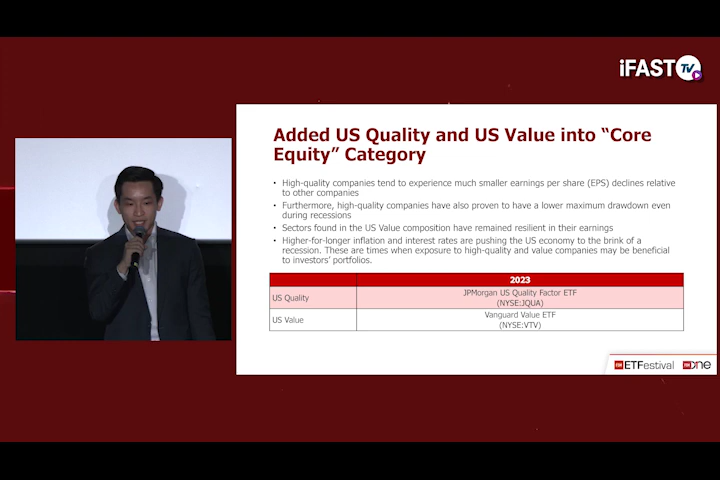 iFAST TV
Added US Quality and US Value into “Core
Equity” Category
• High-quality companies tend to experience much smaller earnings per share (EPS) declines relative
to other companies
• Furthermore, high-quality companies have also proven to have a lower maximum drawdown even
during recessions
• Sectors found in the US Value composition have remained resilient in their earnings
• Higher-for-longer inflation and interest rates are pushing the US economy to the brink of a
recession. These are times when exposure to high-quality and value companies may be beneficial
to investors’ portfolios.
2023
US Quality
JPMorgan US Quality Factor ETF
(NYSE:JQUA)
US Value
Vanguard Value ETF
(NYSE:VTV)
ETFestival
one